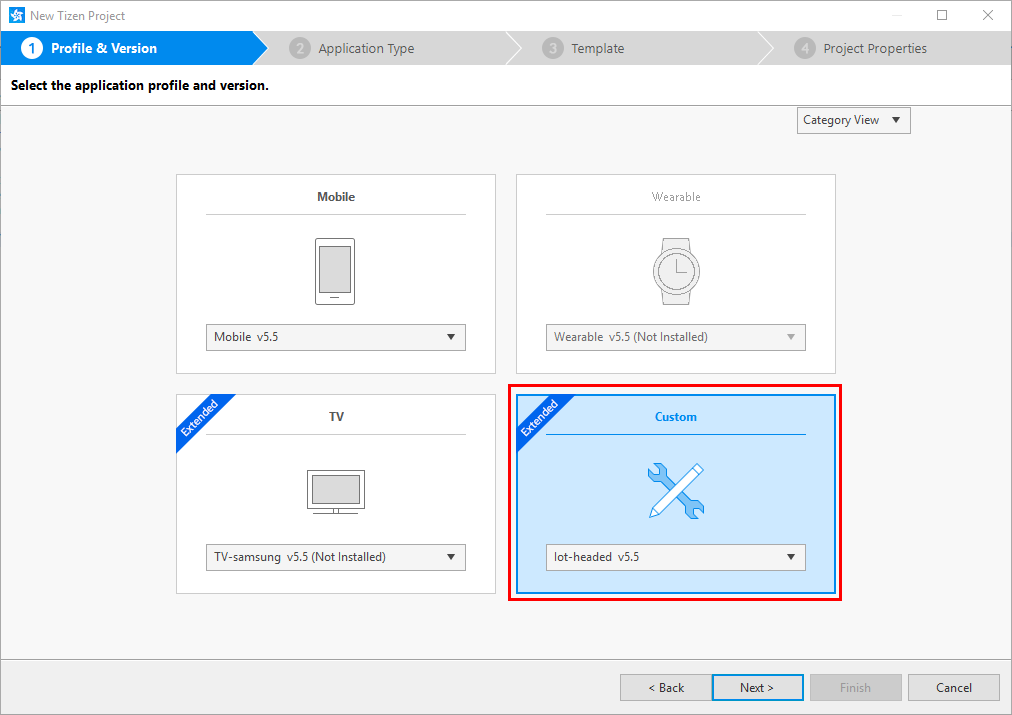 New Tizen Project
1 Profile & Version
2 Application Type
3 Template
4 Project Properties
Select the application profile and version.
Category View
Mobile
Mobile v5.5
Wearable
Wearable v5.5 (Not Installed)
Extended
TV
TV-samsung v5.5 (Not Installed)
Extended
Custom
Iot-headed v5.5
< Back
Next >
Finish
Cancel